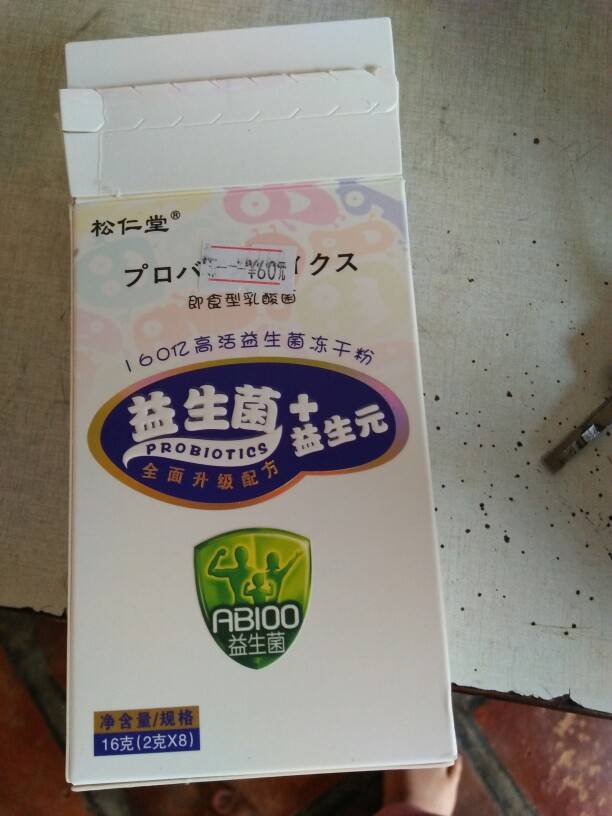 松仁堂®
プロバ イクス
¥60元
即食型乳酸菌
160亿高活益生菌冻干粉
益生菌+益生元
PROBIOTICS
全面升级配方
AB100
益生菌
净含量/规格
16克(2克X8)